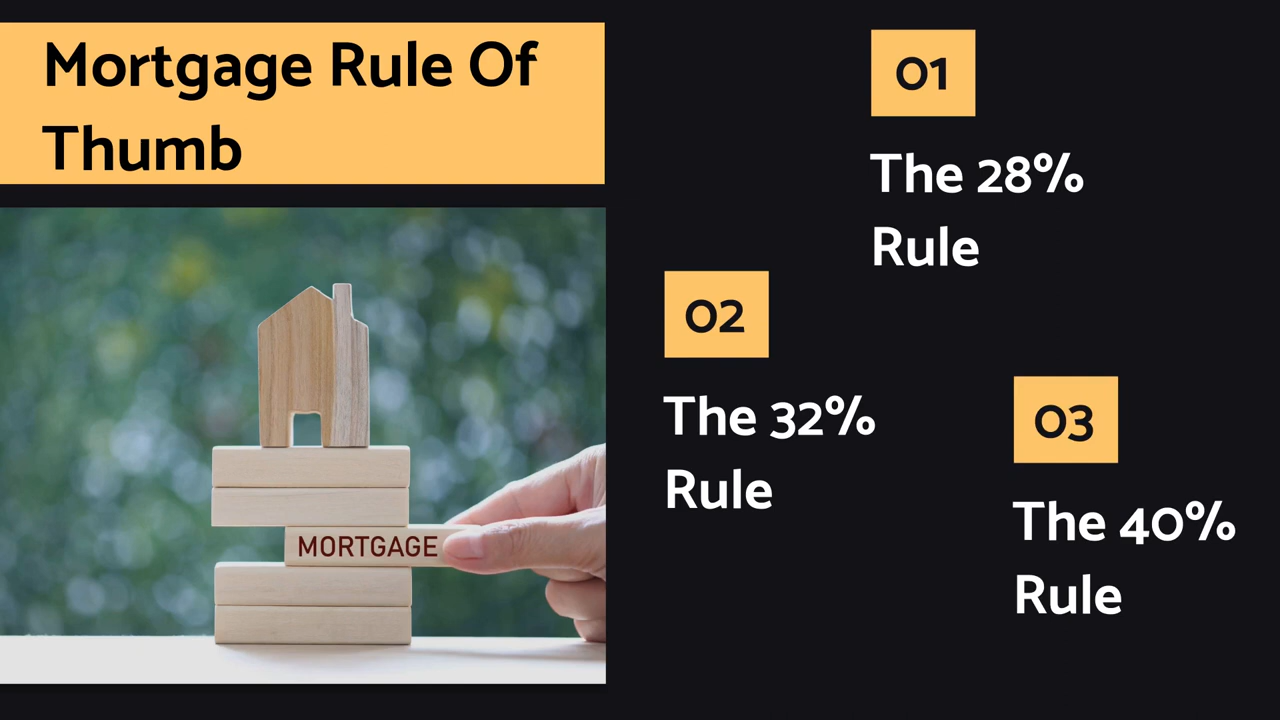 Mortgage Rule Of
Thumb
MORTGAGE
01
The 28%
Rule
02
The 32%
Rule
03
The 40%
Rule